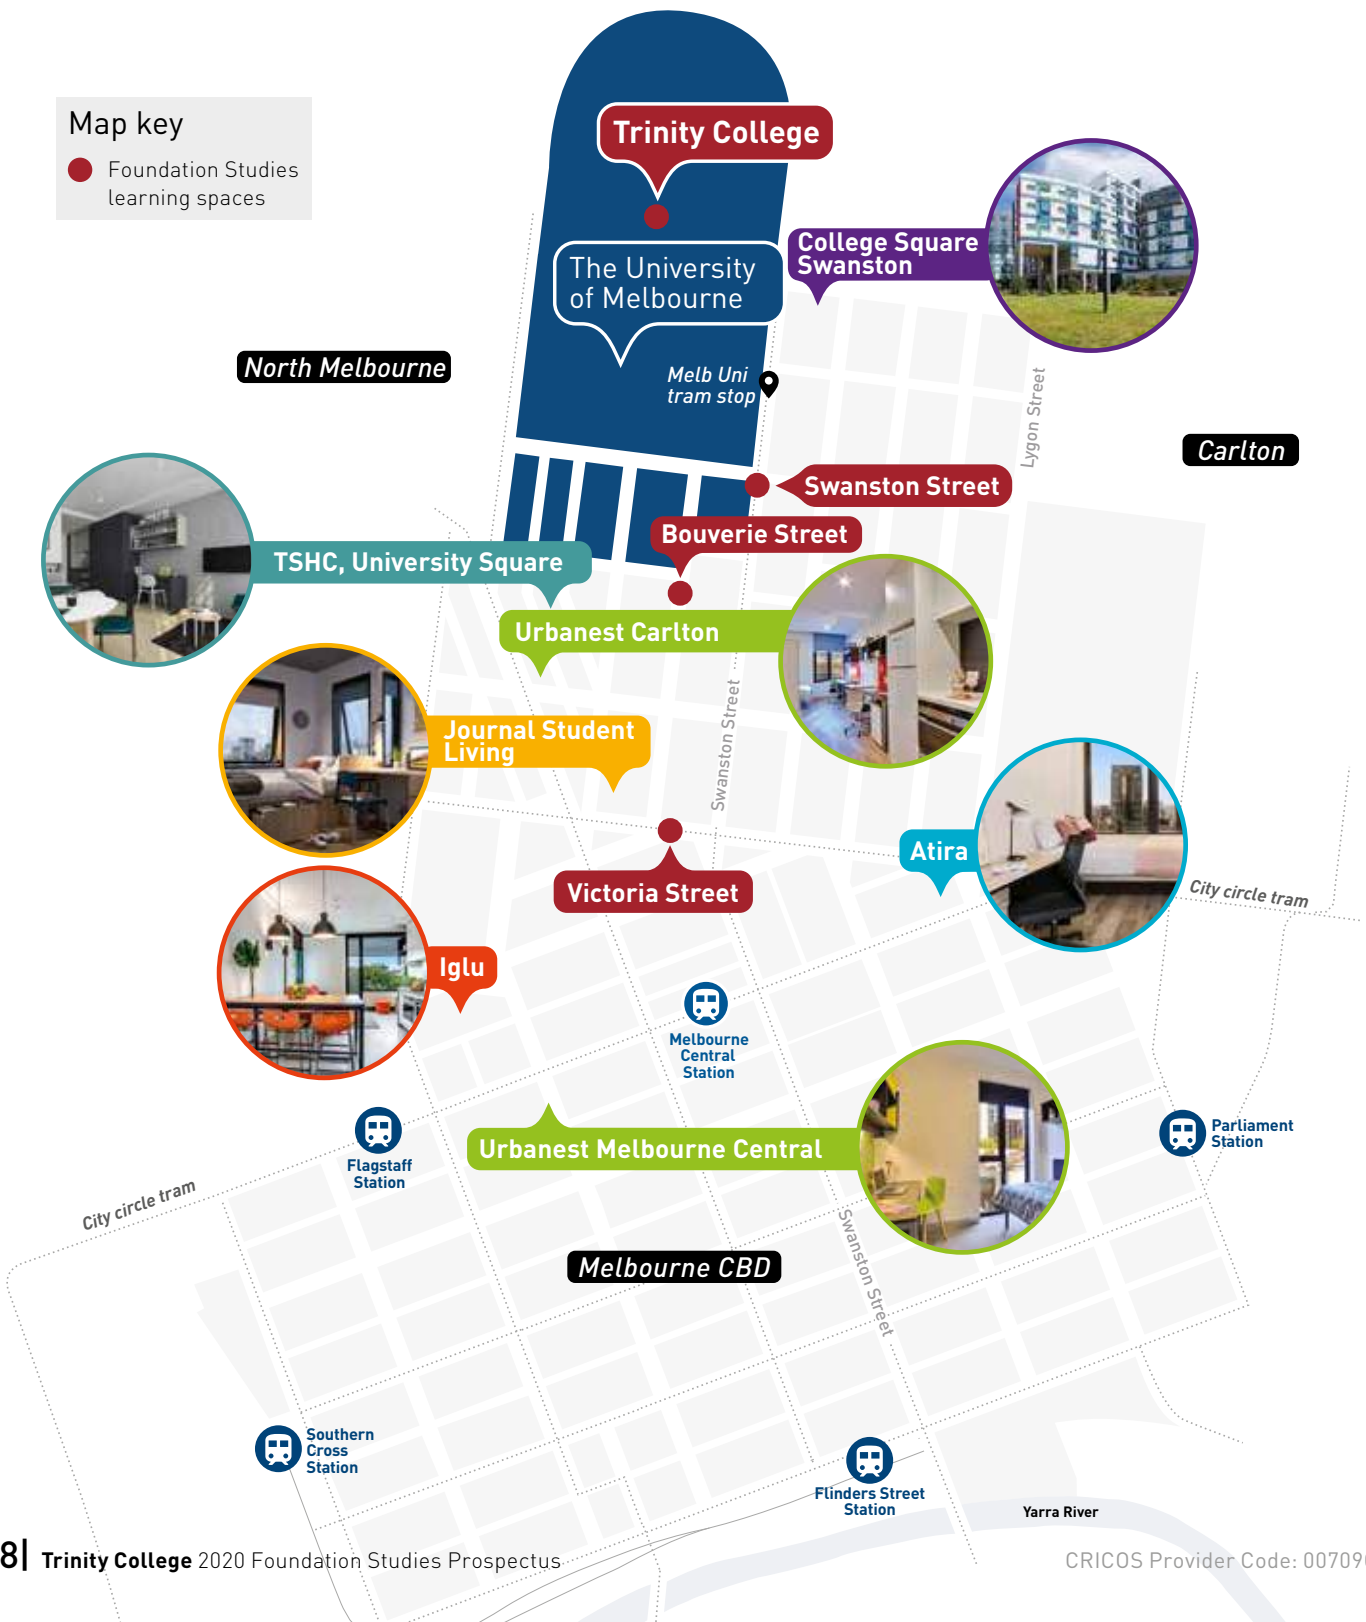 Map key
Foundation Studies
learning spaces
Trinity College
College Square
Swanston
The University
of Melbourne
North Melbourne
Melb Uni
tram stop
Lygon Street
Carlton
Swanston Street
Bouverie Street
TSHC, University Square
Urbanest Carlton
Swanston Street
Journal Student
Living
Atira
Victoria Street
City circle tram
Iglu
Melbourne
Central
Station
Flagstaff
Station
Urbanest Melbourne Central
Parliament
Station
City circle tram
Swanston Street
Melbourne CBD
Southern
Cross
Station
Flinders Street
Station
Yarra River
8| Trinity College 2020 Foundation Studies Prospectus
CRICOS Provider Code: 00709